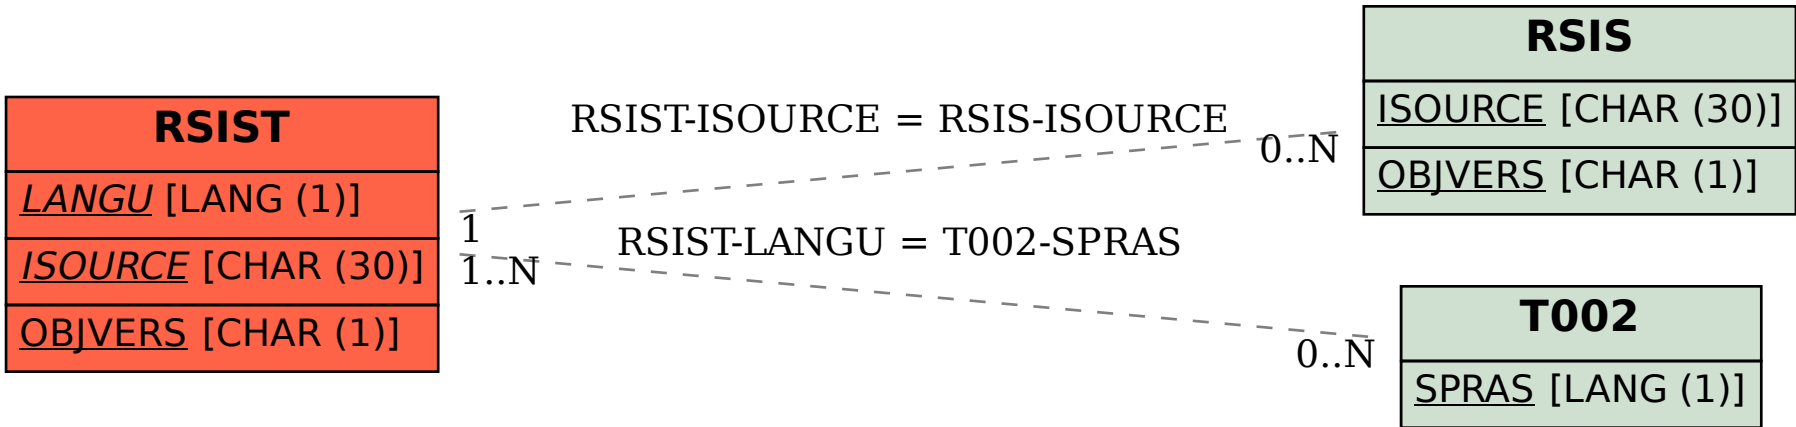 RSIST
LANGU [LANG (1)]
ISOURCE [CHAR (30)]
OBJVERS [CHAR (1)]
RSIST-ISOURCE = RSIS-ISOURCE
1
0..N
RSIST-LANGU = T002-SPRAS
1..N
0..N
RSIS
ISOURCE [CHAR (30)]
OBJVERS [CHAR (1)]
T002
SPRAS [LANG (1)]